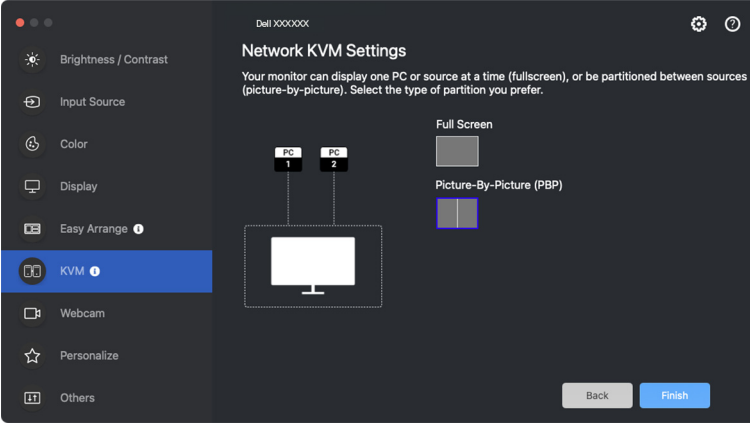 Dell XXXXXX
Brightness / Contrast
Input Source
Color
Display
Easy Arrange
KVM
Webcam
Personalize
Others
Network KVM Settings
Your monitor can display one PC or source at a time (fullscreen), or be partitioned between sources
(picture-by-picture). Select the type of partition you prefer.
PC
1
PC
2
Full Screen
Picture-By-Picture (PBP)
Back
Finish